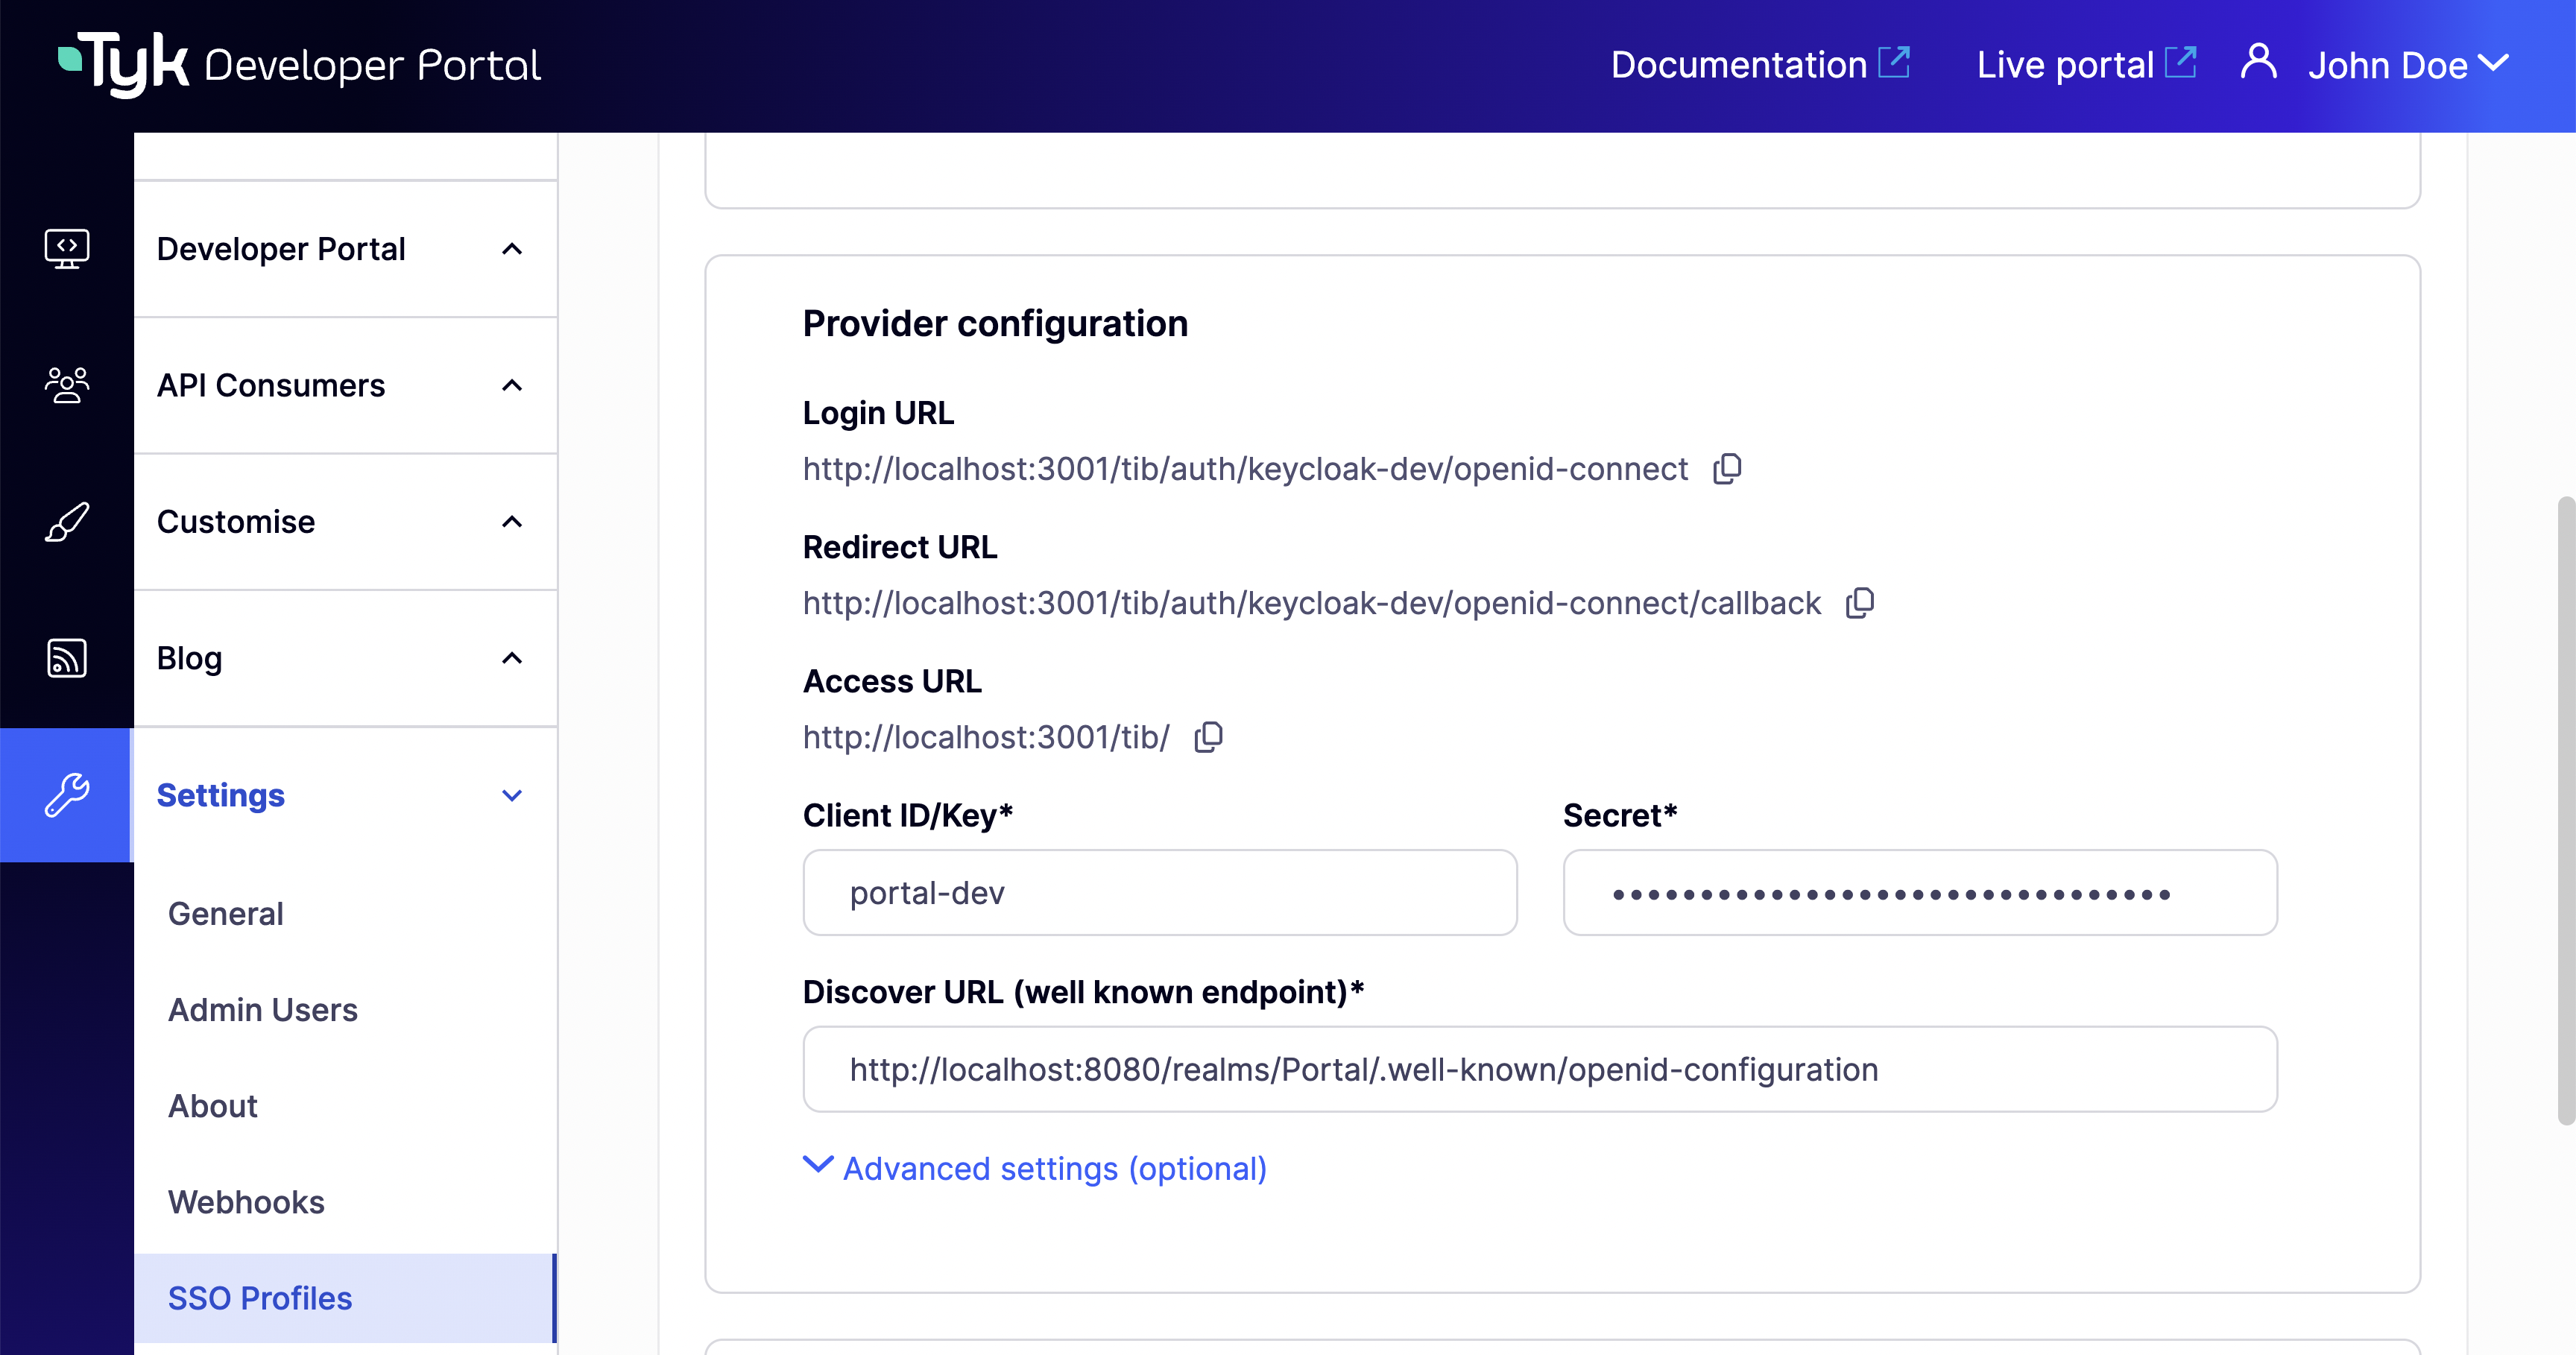 Tyk Developer Portal
Documentation
Live portal
John Doe
Developer Portal
API Consumers
Customise
Blog
Settings
General
Admin Users
About
Webhooks
SSO Profiles
Provider configuration
Login URL
http://localhost:3001/tib/auth/keycloak-dev/openid-connect
Redirect URL
http://localhost:3001/tib/auth/keycloak-dev/openid-connect/callback
Access URL
http://localhost:3001/tib/
Client ID/Key*
Secret*
portal-dev
••••••••••••••••••••••••••••••••
Discover URL (well known endpoint)*
http://localhost:8080/realms/Portal/.well-known/openid-configuration
Advanced settings (optional)